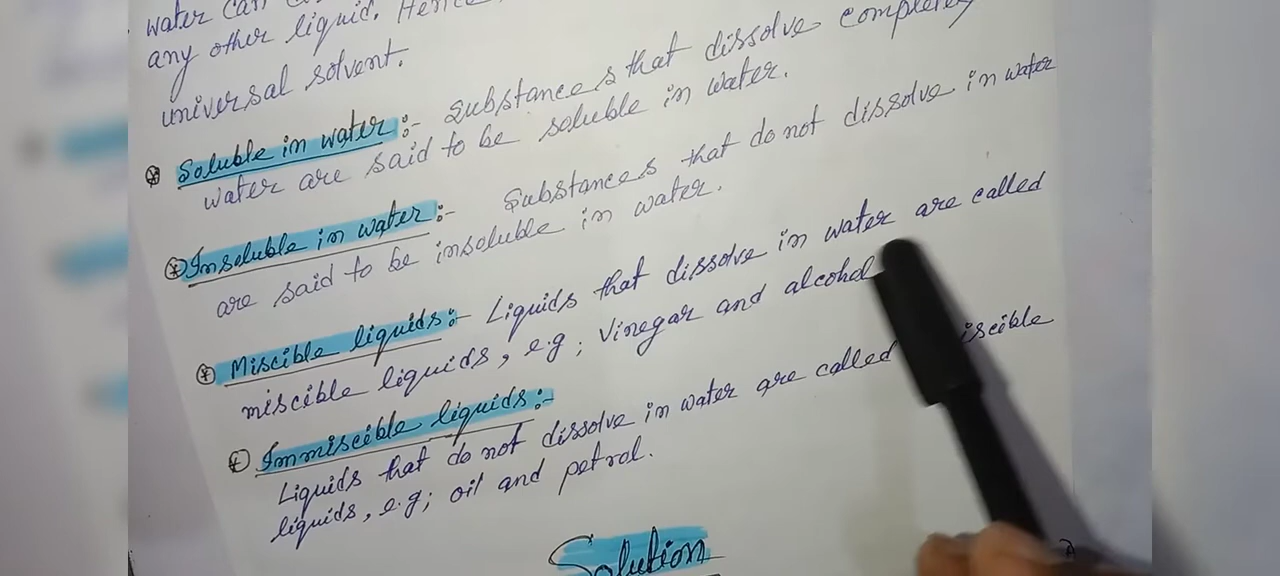 water can
any other liquid. Hence
universal solvent.
Soluble in water:- Substances that dissolve completely
water are said to be soluble in water.
Insoluble in water:- Substances that do not dissolve in water
are said to be insoluble in water.
Miscible liquids:- Liquids that dissolve in water are called
miscible liquids, e.g; Vinegar and alcohol
Immiscible liquids:-
Liquids that do not dissolve in water are called iscible
liquids, e.g; oil and petrol.
Solution